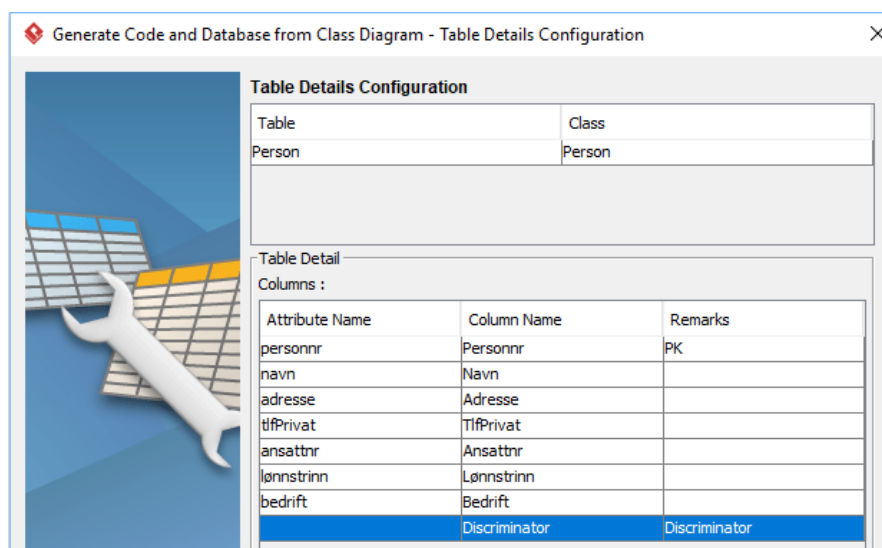 Generate Code and Database from Class Diagram - Table Details Configuration
Table Details Configuration
Table Class
Person Person
Table Detail
Columns :
Attribute Name Column Name Remarks
personnr Personnr PK
navn Navn
adresse Adresse
tlfPrivat TlfPrivat
ansattnr Ansattnr
lønnstrinn Lønnstrinn
bedrift Bedrift
Discriminator Discriminator